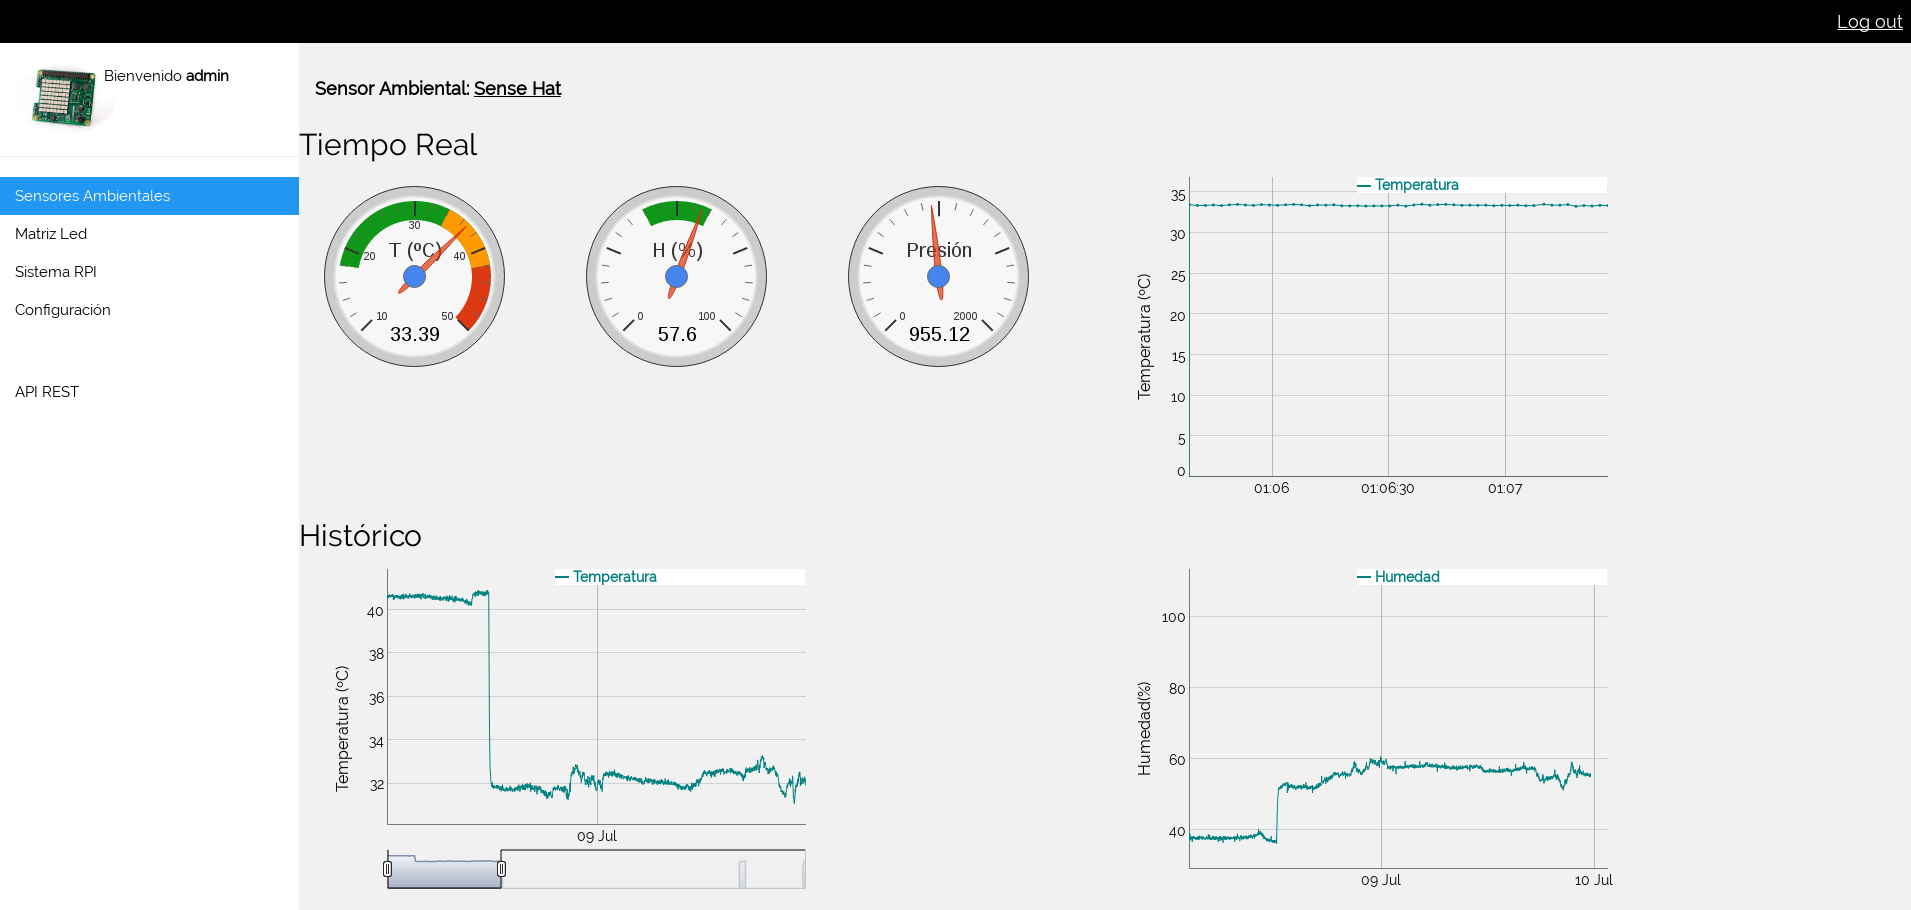 Log out
Bienvenido admin
Sensores Ambientales
Matriz Led
Sistema RPI
Configuración
API REST
Sensor Ambiental: Sense Hat
Tiempo Real
T (ºC)
10
20
30
40
50
33.39
H (%)
0
100
57.6
Presión
0
2000
955.12
Temperatura
Temperatura (ºC)
35
30
25
20
15
10
5
0
01:06
01:06:30
01:07
Histórico
Temperatura
Temperatura (ºC)
40
38
36
34
32
09 Jul
Humedad
Humedad(%)
100
80
60
40
09 Jul
10 Jul